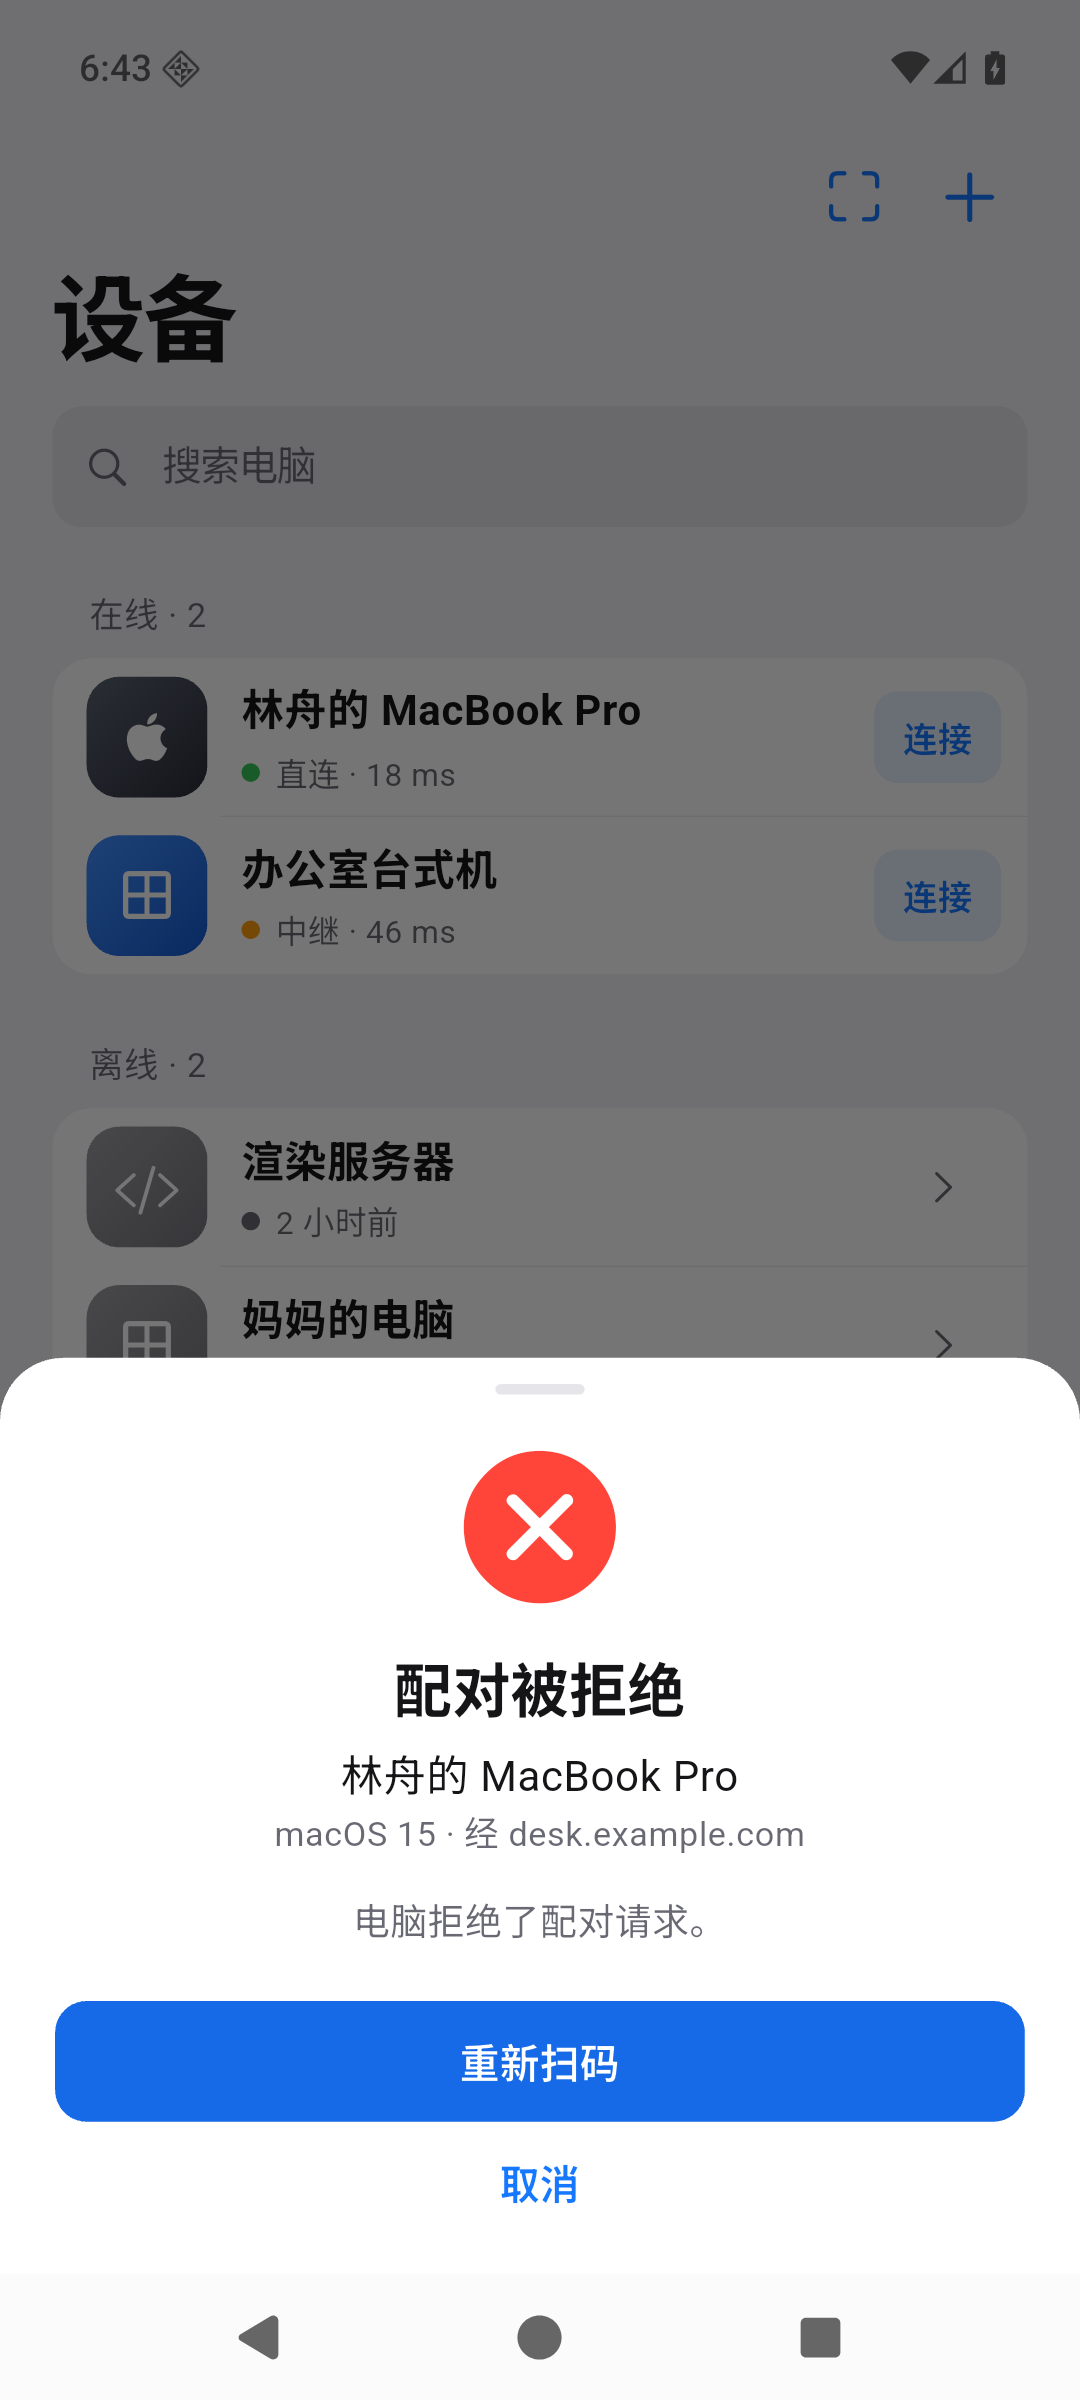 6:43
设备
搜索电脑
在线 · 2
林舟的 MacBook Pro
直连 · 18 ms
连接
办公室台式机
中继 · 46 ms
连接
离线 · 2
渲染服务器
2 小时前
妈妈的电脑
配对被拒绝
林舟的 MacBook Pro
macOS 15 · 经 desk.example.com
电脑拒绝了配对请求。
重新扫码
取消